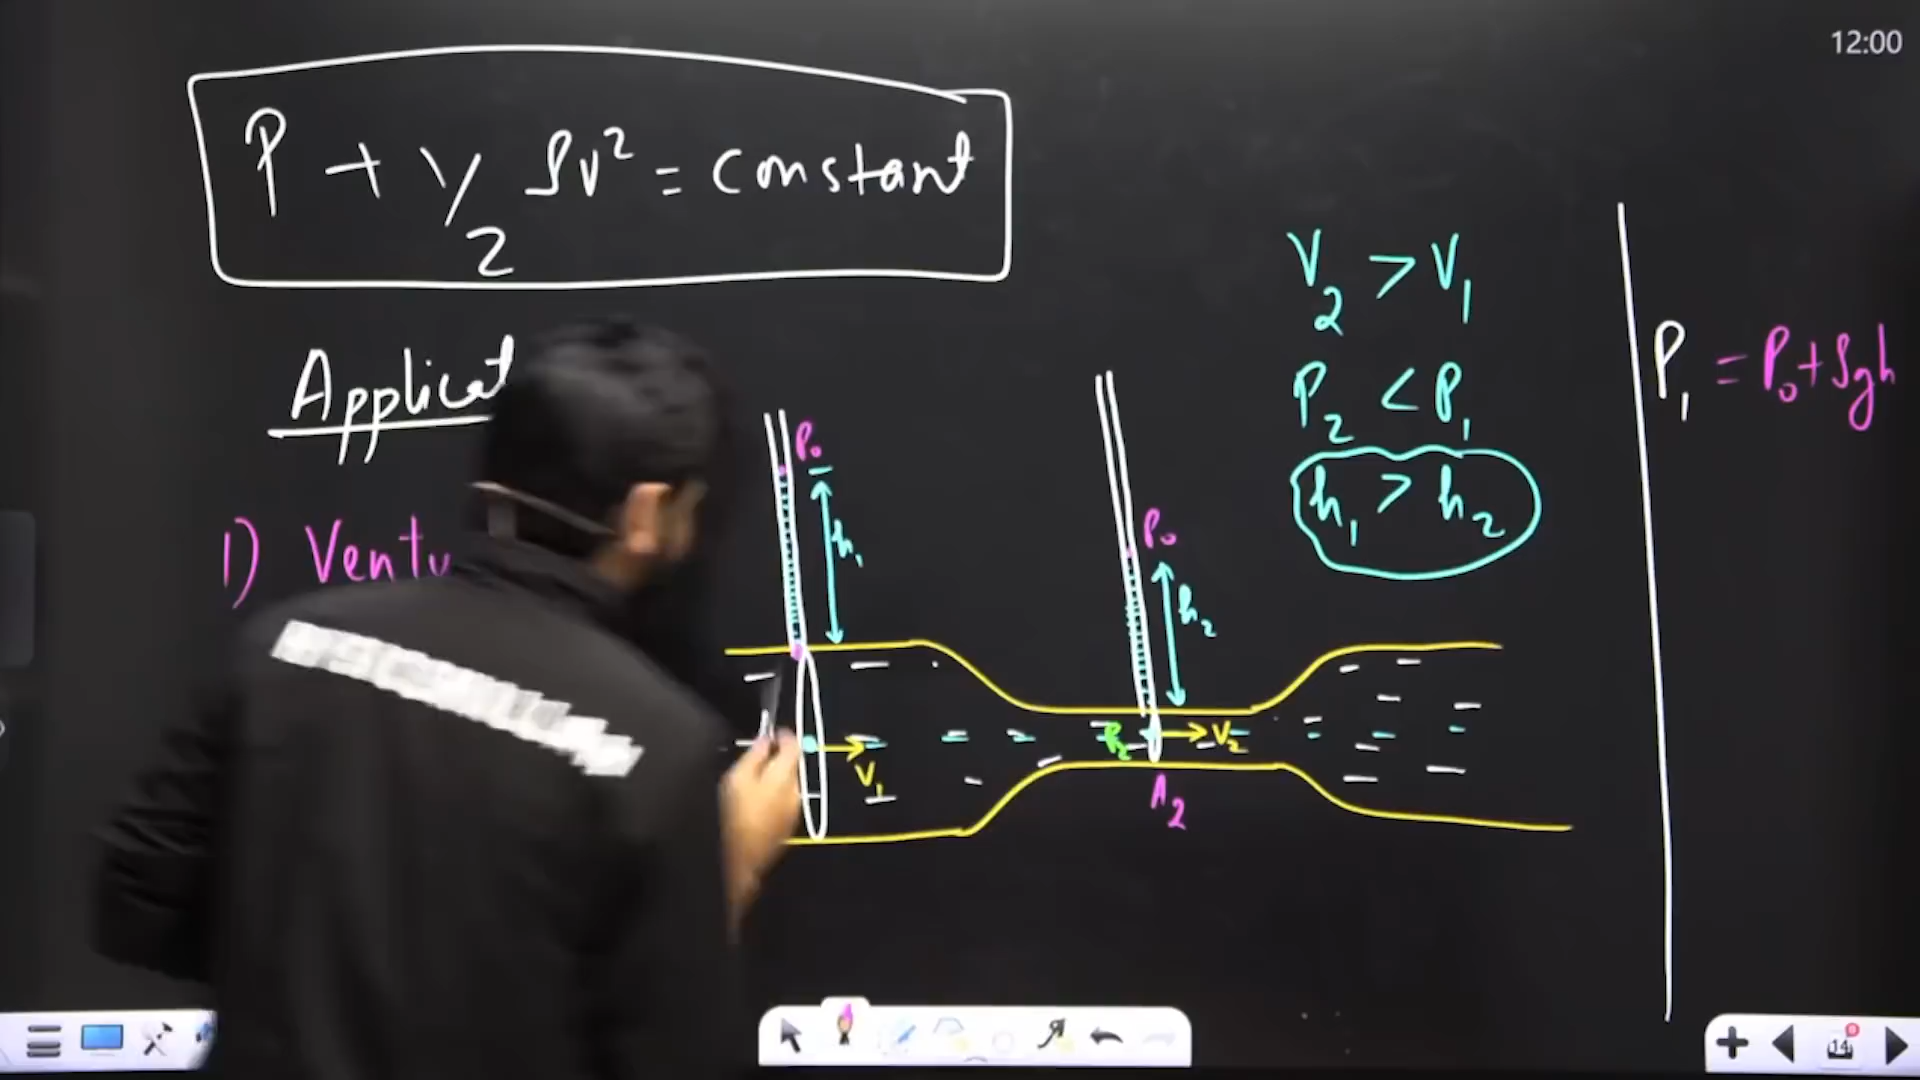 12:00
P + 1/2 ρv² = constant
V₂ > V₁
P₂ < P₁
h₁ > h₂
P₁ = P₀ + ρgh
1) Ventu
P₀
h₁
P₀
h₂
V₁
P₂
V₂
A₂
14